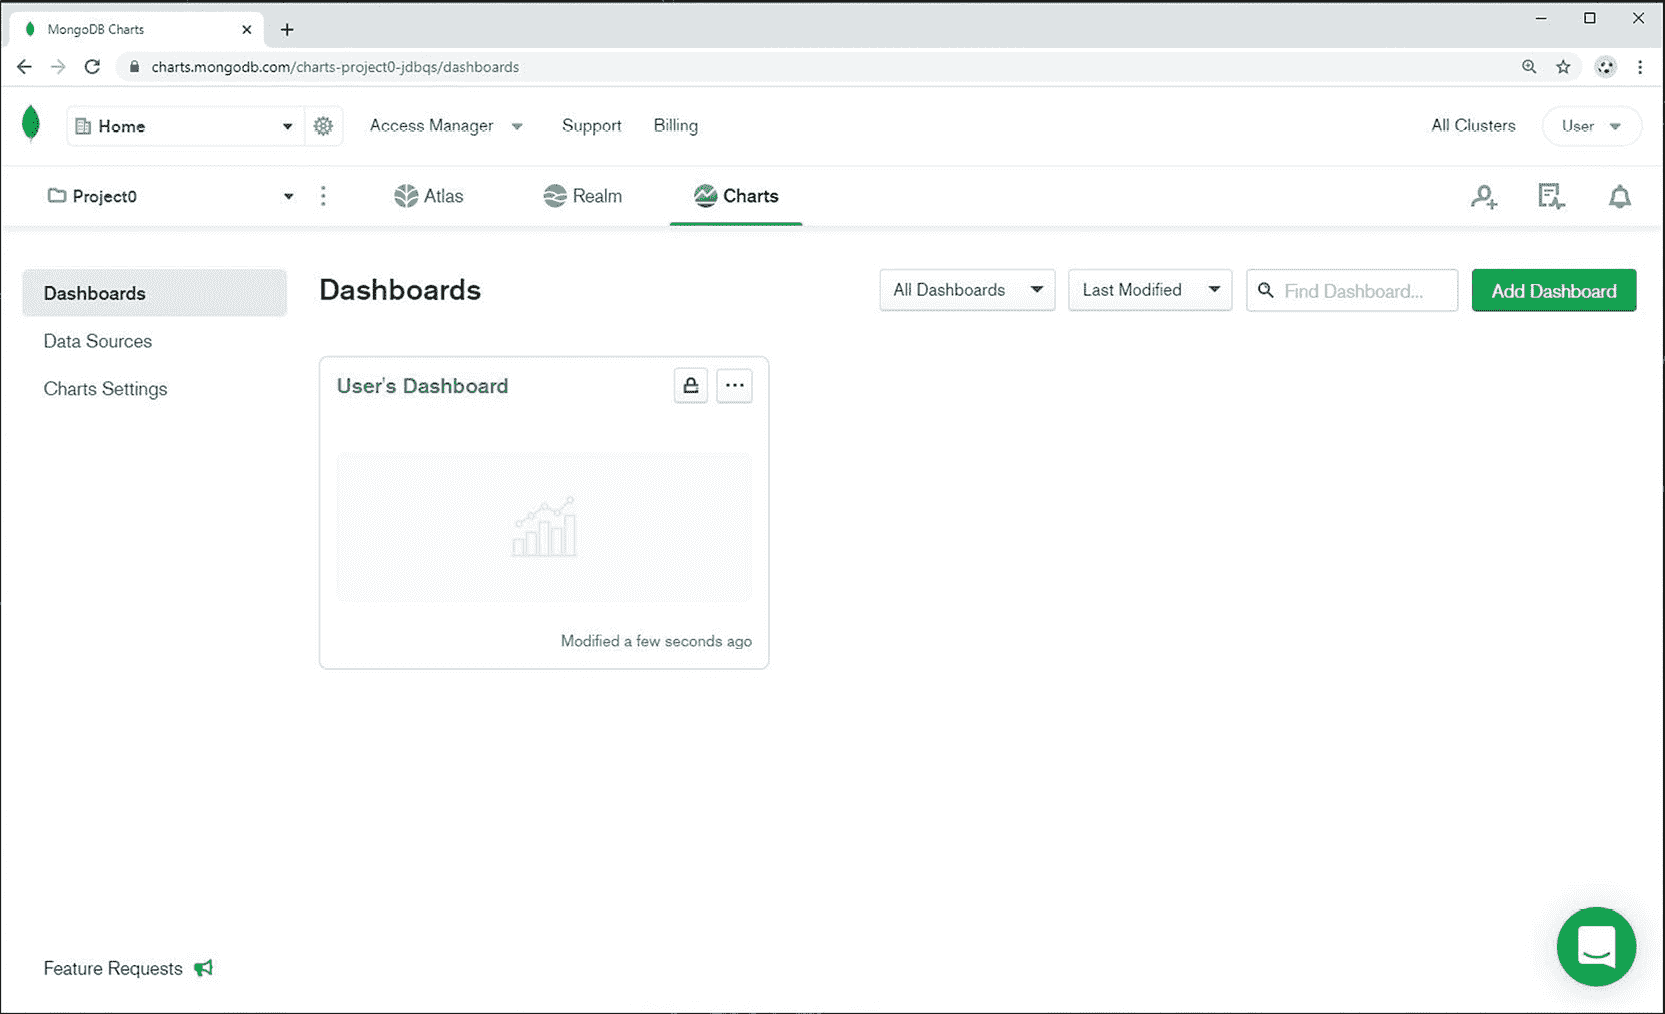 MongoDB Charts
charts.mongodb.com/charts-project0-jdbqs/dashboards
Home
Access Manager
Support
Billing
All Clusters
User
Project0
Atlas
Realm
Charts
Dashboards
Data Sources
Charts Settings
Dashboards
All Dashboards
Last Modified
Find Dashboard...
Add Dashboard
User's Dashboard
Modified a few seconds ago
Feature Requests